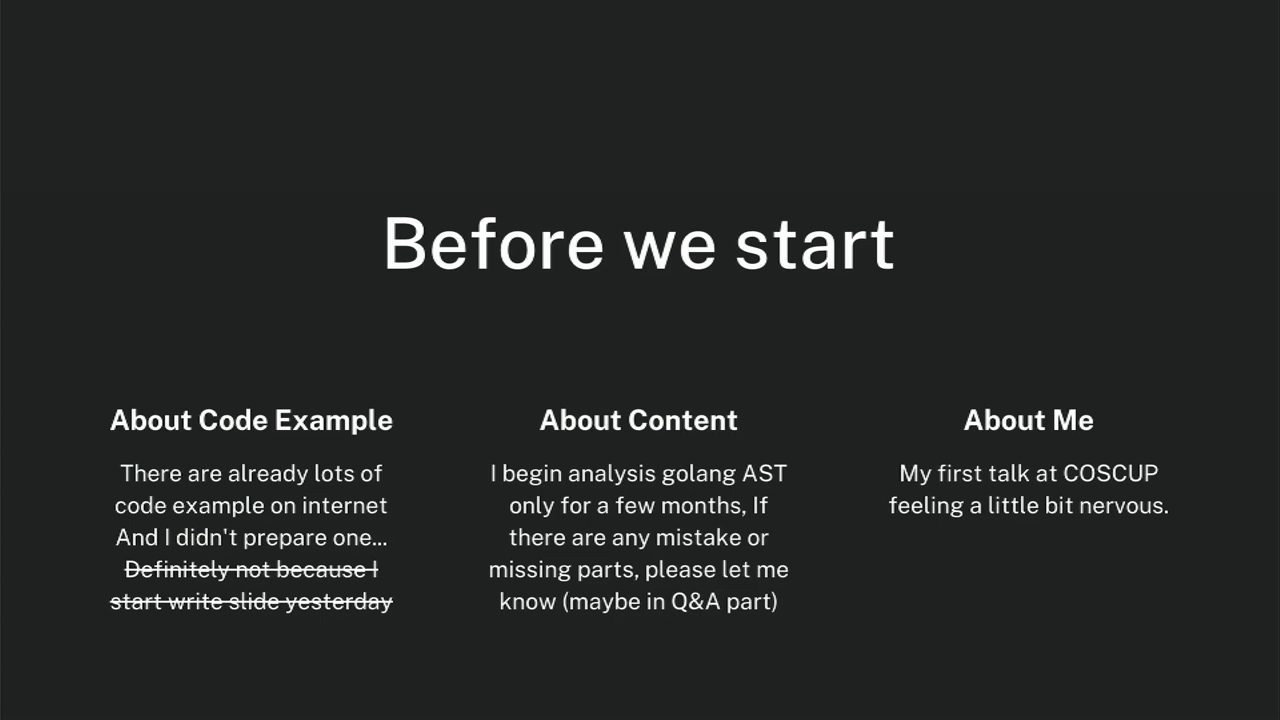 Before we start
About Code Example
There are already lots of
code example on internet
And I didn't prepare one...
Definitely not because I
start write slide yesterday
About Content
I begin analysis golang AST
only for a few months, If
there are any mistake or
missing parts, please let me
know (maybe in Q&A part)
About Me
My first talk at COSCUP
feeling a little bit nervous.